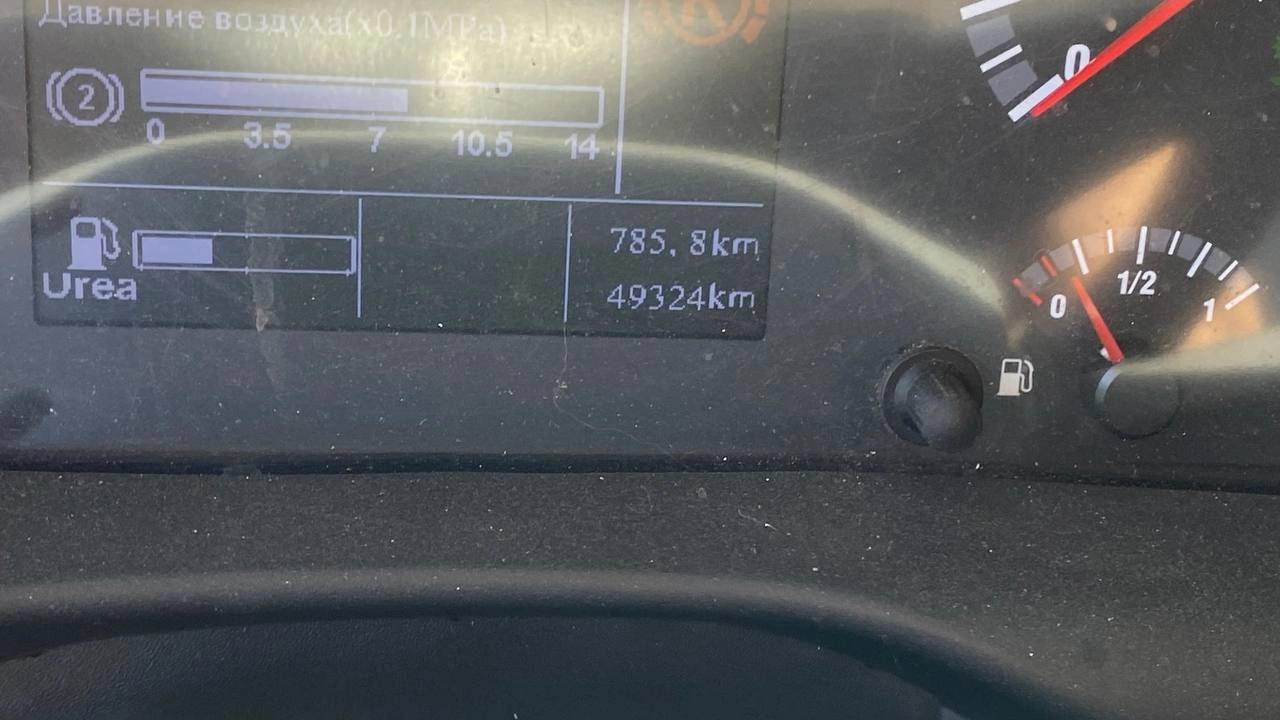 Давление воздуха(x0.1MPa)
2
0 3.5 7 10.5 14
Urea
785.8km
49324km
0
0 1/2 1